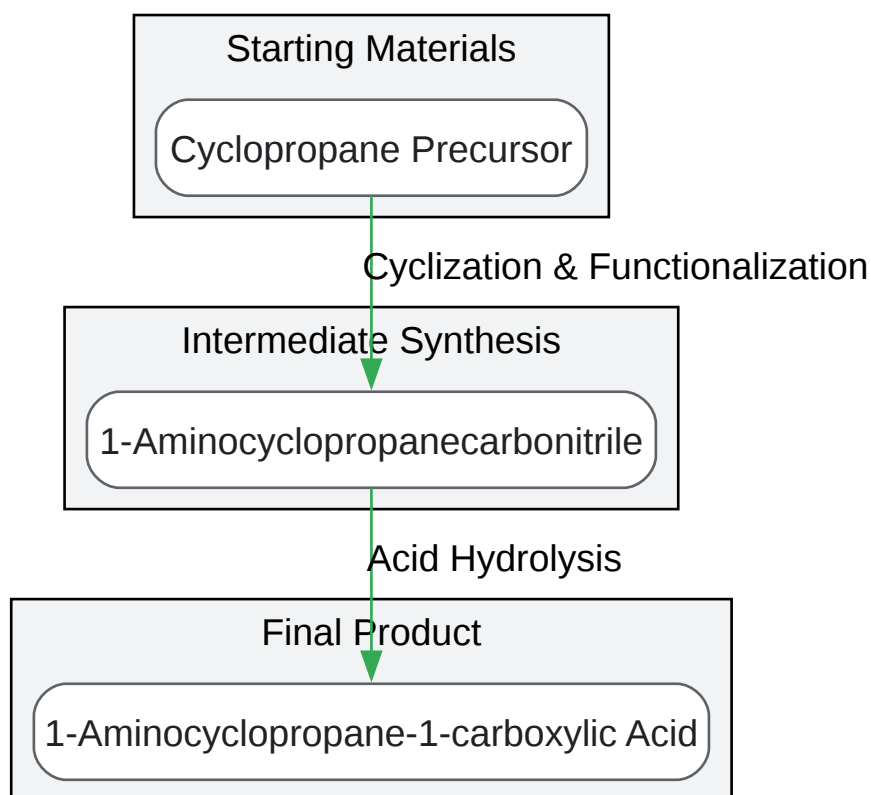 Starting Materials
Cyclopropane Precursor
Cyclization & Functionalization
Intermediate Synthesis
1-Aminocyclopropanecarbonitrile
Acid Hydrolysis
Final Product
1-Aminocyclopropane-1-carboxylic Acid